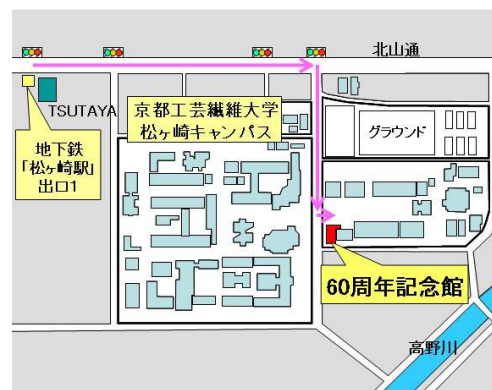 北山通
TSUTAYA
京都工芸繊維大学
松ヶ崎キャンパス
グラウンド
地下鉄
「松ヶ崎駅」
出口1
60周年記念館
高野川